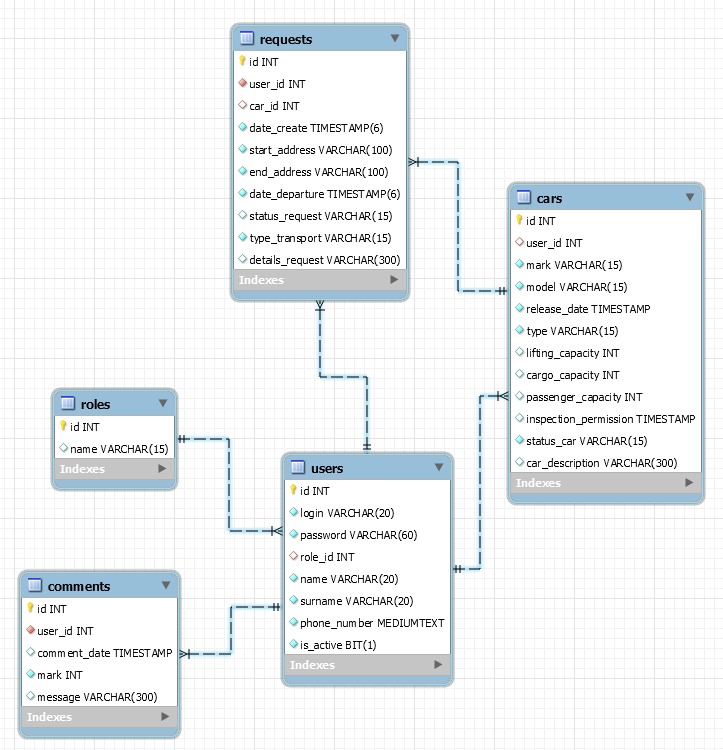 requests
id INT
user_id INT
car_id INT
date_create TIMESTAMP(6)
start_address VARCHAR(100)
end_address VARCHAR(100)
date_departure TIMESTAMP(6)
status_request VARCHAR(15)
type_transport VARCHAR(15)
details_request VARCHAR(300)
Indexes
cars
id INT
user_id INT
mark VARCHAR(15)
model VARCHAR(15)
release_date TIMESTAMP
type VARCHAR(15)
lifting_capacity INT
cargo_capacity INT
passenger_capacity INT
inspection_permission TIMESTAMP
status_car VARCHAR(15)
car_description VARCHAR(300)
Indexes
roles
id INT
name VARCHAR(15)
Indexes
users
id INT
login VARCHAR(20)
password VARCHAR(60)
role_id INT
name VARCHAR(20)
surname VARCHAR(20)
phone_number MEDIUMTEXT
is_active BIT(1)
Indexes
comments
id INT
user_id INT
comment_date TIMESTAMP
mark INT
message VARCHAR(300)
Indexes